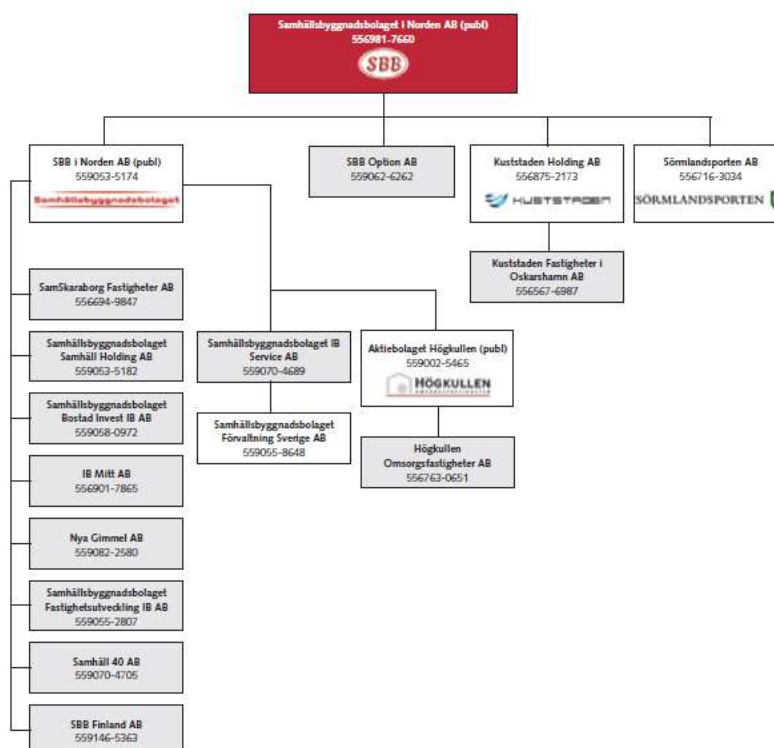 Samhällsbyggnadsbolaget i Norden AB (publ)
556981-7660
SBB
SBB i Norden AB (publ)
559053-5174
Samhällsbyggnadsbolaget
SBB Option AB
559062-6262
Kuststaden Holding AB
556875-2173
KUSTSTADEN
Sörmlandsporten AB
556716-3034
SÖRMLANDSPORTEN
Kuststaden Fastigheter i
Oskarshamn AB
556567-6987
SamSkaraborg Fastigheter AB
556694-9847
Samhällsbyggnadsbolaget
Samhäll Holding AB
559053-5182
Samhällsbyggnadsbolaget IB
Service AB
559070-4689
Aktiebolaget Högkullen (publ)
559002-5465
HÖGKULLEN
Samhällsbyggnadsbolaget
Bostad Invest IB AB
559058-0972
Samhällsbyggnadsbolaget
Förvaltning Sverige AB
559055-8648
Högkullen
Omsorgsfastigheter AB
556763-0651
IB Mitt AB
556901-7865
Nya Gimmel AB
559082-2580
Samhällsbyggnadsbolaget
Fastighetsutveckling IB AB
559055-2807
Samhäll 40 AB
559070-4705
SBB Finland AB
559146-5363